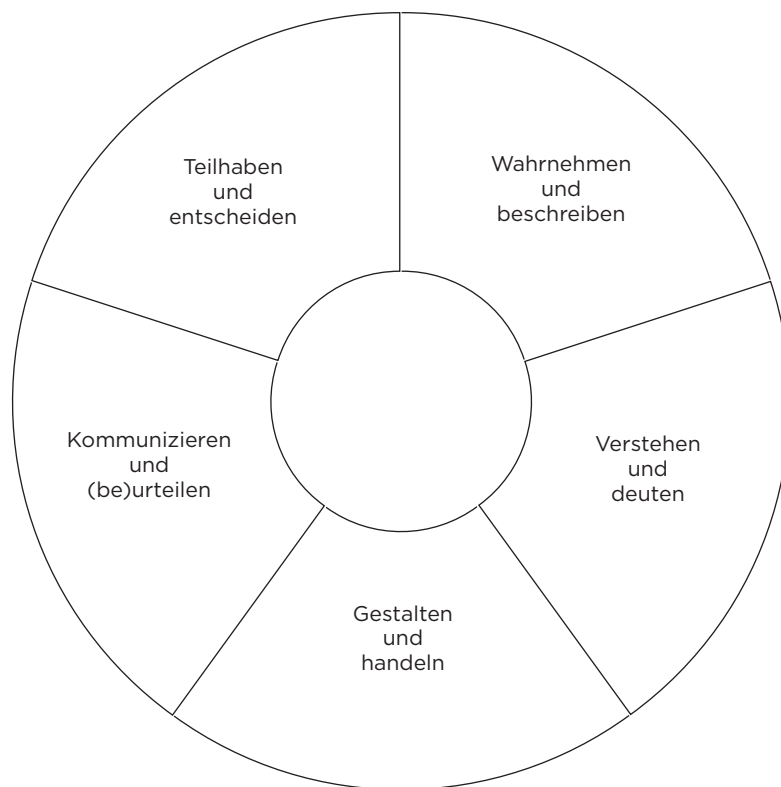 Teilhaben
und
entscheiden
Wahrnehmen
und
beschreiben
Kommunizieren
und
(be)urteilen
Verstehen
und
deuten
Gestalten
und
handeln